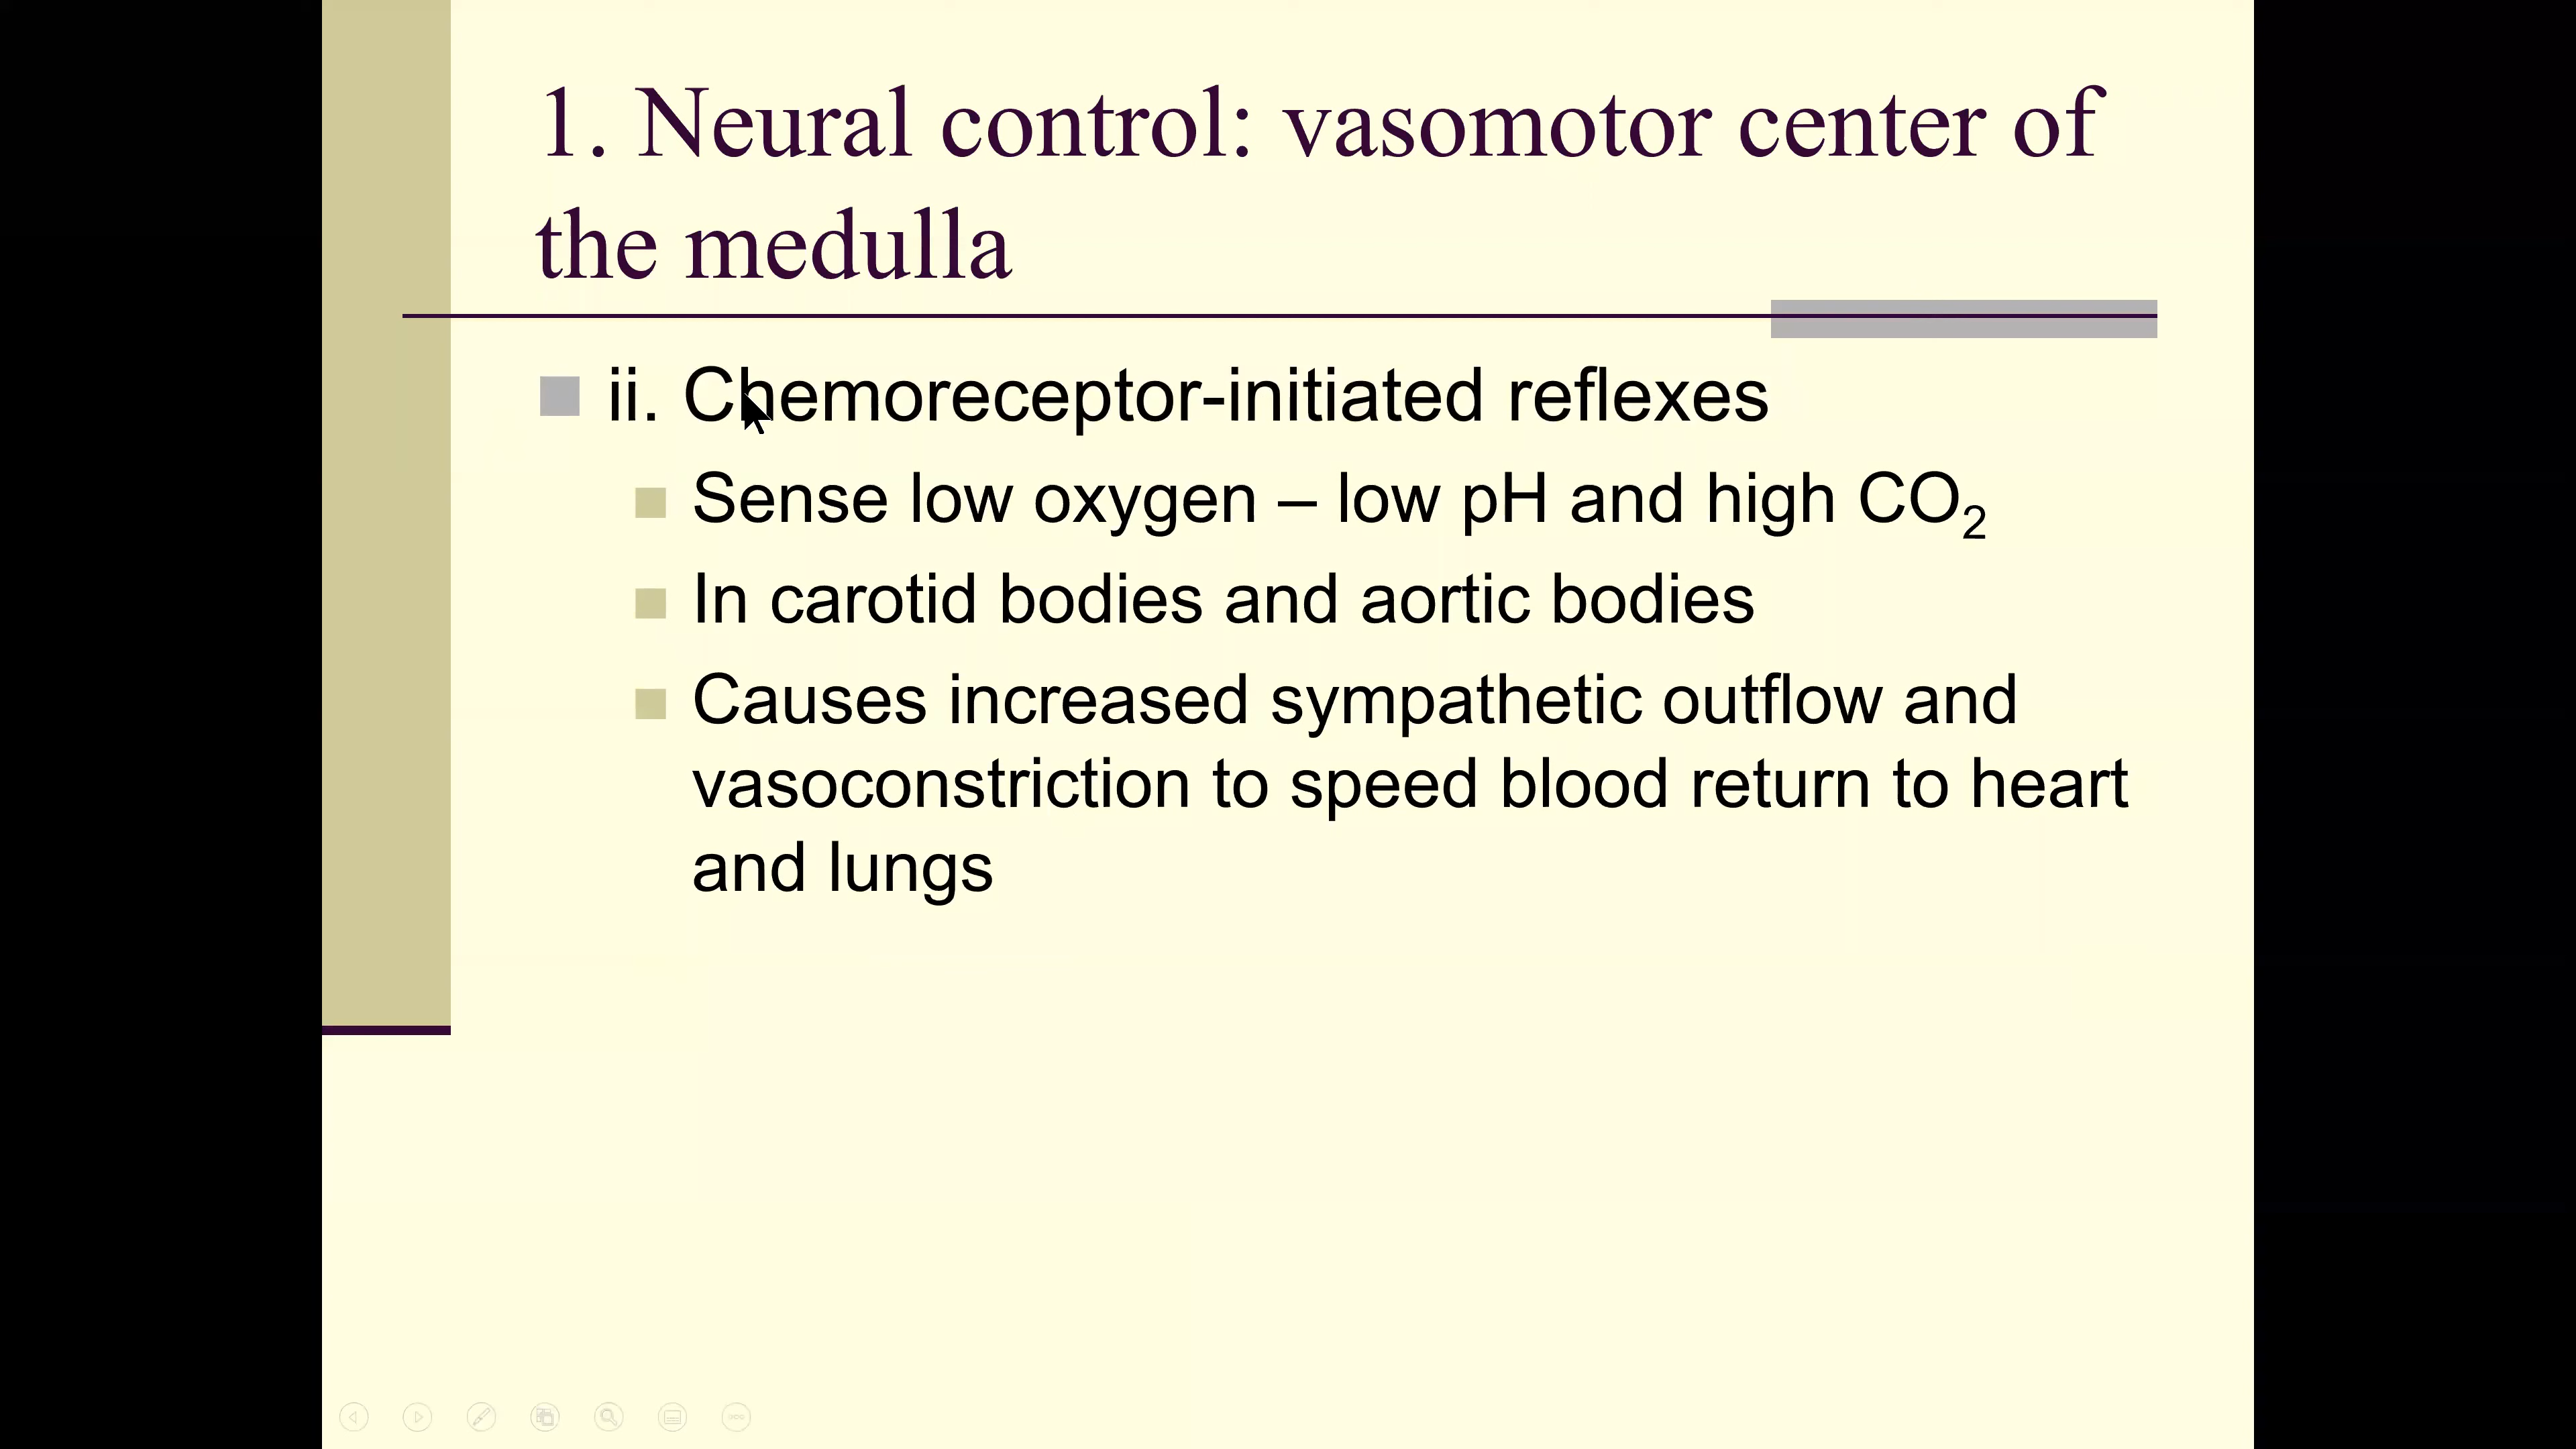 1. Neural control: vasomotor center of
the medulla
ii. Chemoreceptor-initiated reflexes
Sense low oxygen – low pH and high CO₂
In carotid bodies and aortic bodies
Causes increased sympathetic outflow and
vasoconstriction to speed blood return to heart
and lungs